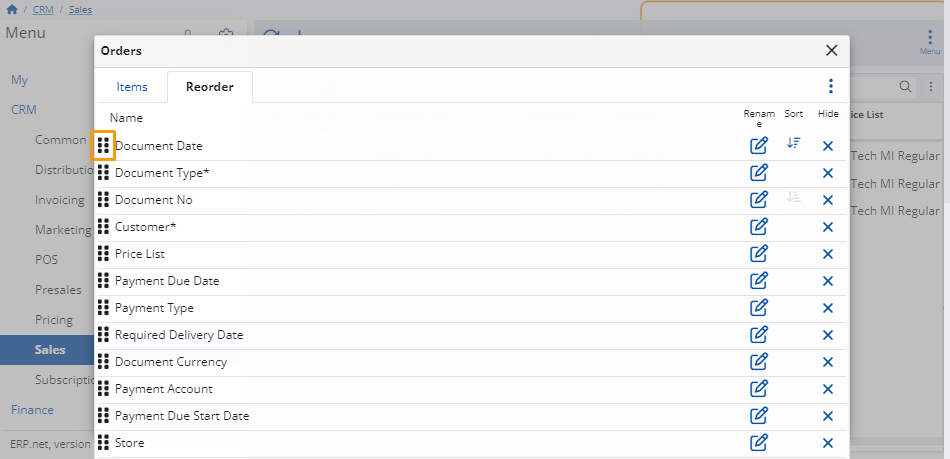 CRM / Sales
Menu
Menu
My
CRM
Common
Distributio
Invoicing
Marketing
POS
Presales
Pricing
Sales
Subscriptio
Finance
ERP.net, version
Orders
Items
Reorder
Name
Rename
Sort
Hide
Document Date
Document Type*
Document No
Customer*
Price List
Payment Due Date
Payment Type
Required Delivery Date
Document Currency
Payment Account
Payment Due Start Date
Store
ice List
Tech MI Regular
Tech MI Regular
Tech MI Regular